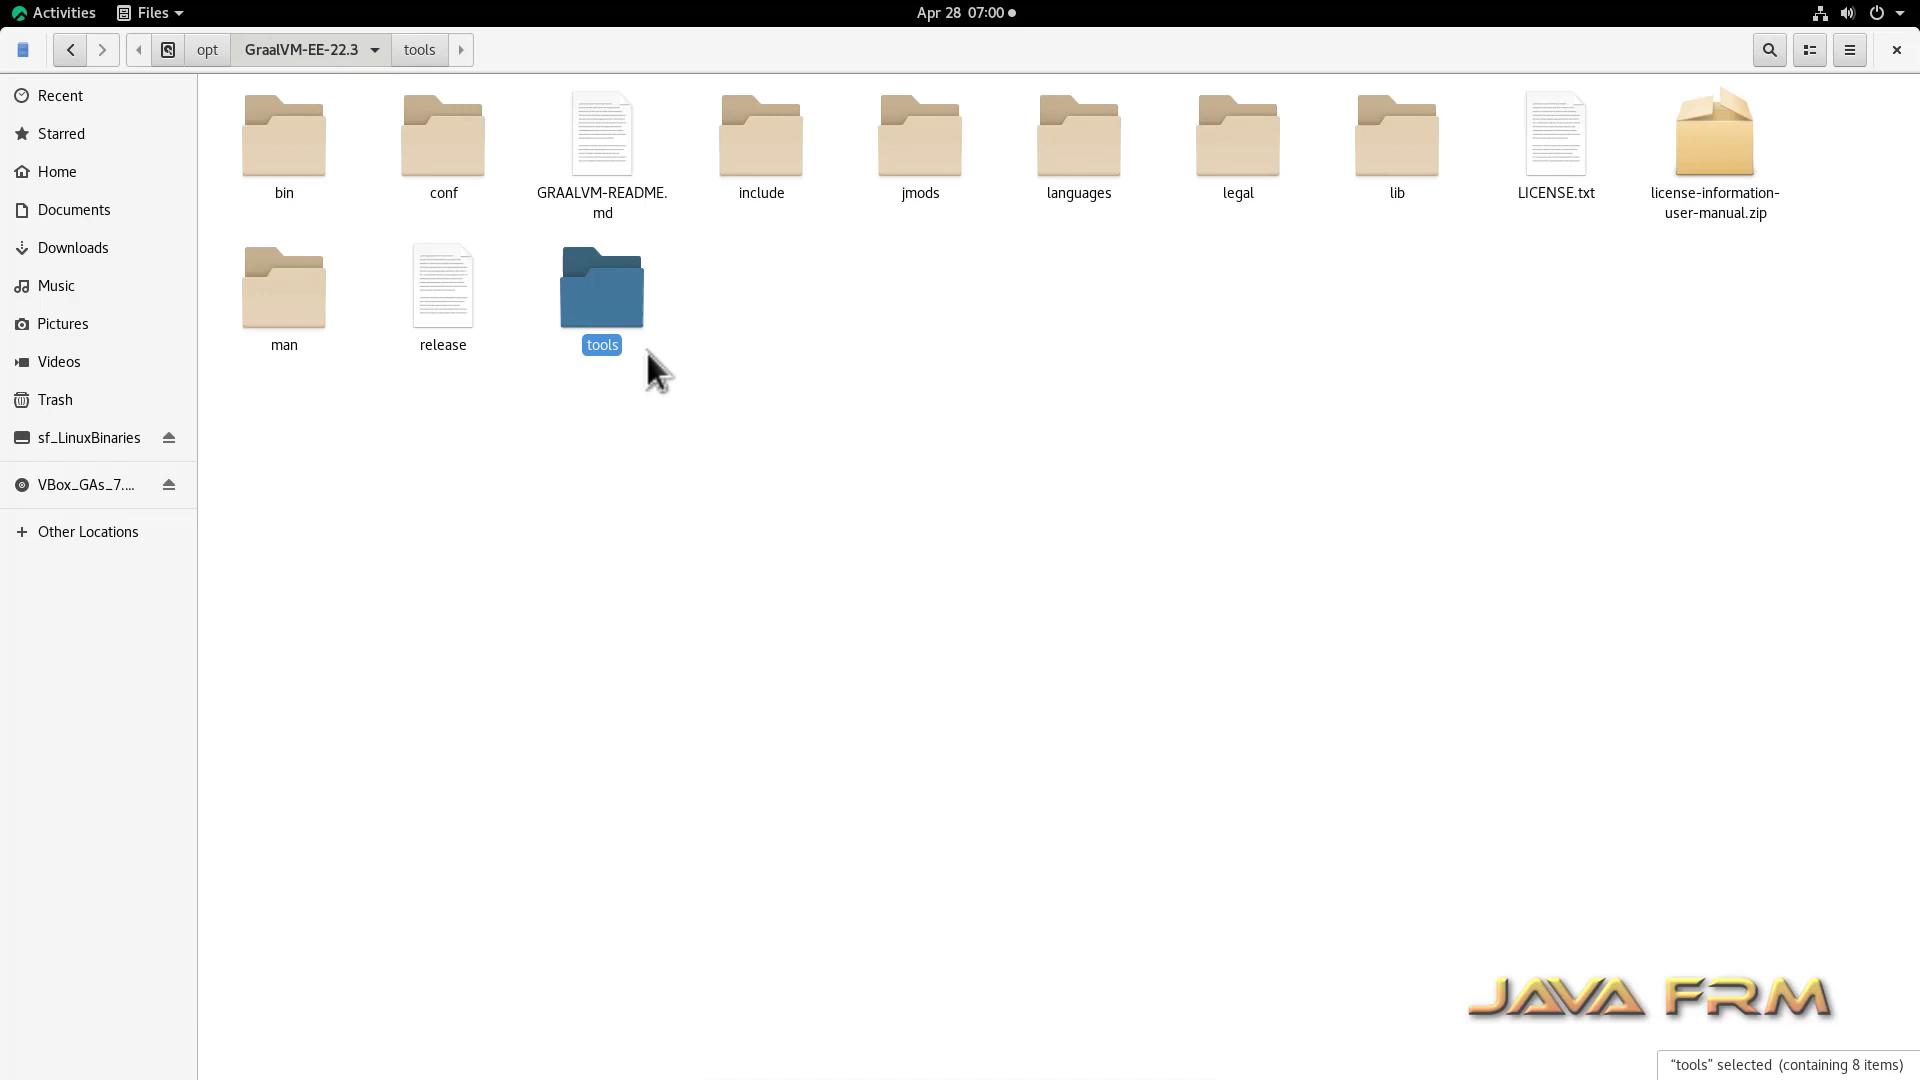 Activities Files Apr 28 07:00
opt GraalVM-EE-22.3 tools
Recent
Starred
Home
Documents
Downloads
Music
Pictures
Videos
Trash
sf_LinuxBinaries
VBox_GAs_7....
Other Locations
bin conf GRAALVM-README. include jmods languages legal lib LICENSE.txt license-information-
md user-manual.zip
man release tools
JAVA FRM
“tools” selected (containing 8 items)